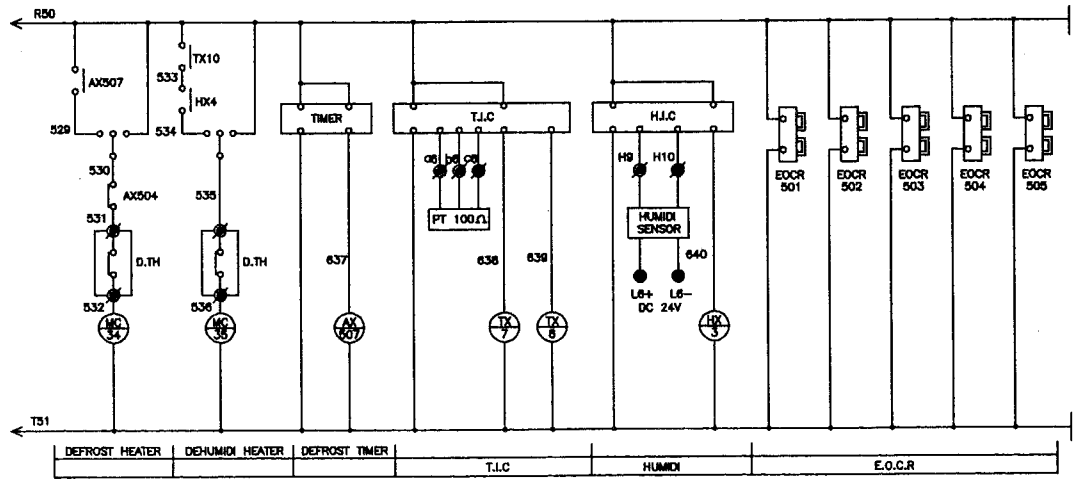 R50
AX507
TX10
533
HX4
529
534
TIMER
T.I.C
H.I.C
a6 b6 c6
H9 H10
EOCR 501
EOCR 502
EOCR 503
EOCR 504
EOCR 505
530
AX504
535
PT 100Ω
HUMIDI SENSOR
531
D.TH
D.TH
637
638
639
640
532
536
L6+ L6-
DC 24V
MC 34
MC
AX 507
TX 7
TX
HX 3
T51
DEFROST HEATER
DEHUMIDI HEATER
DEFROST TIMER
T.I.C
HUMIDI
E.O.C.R